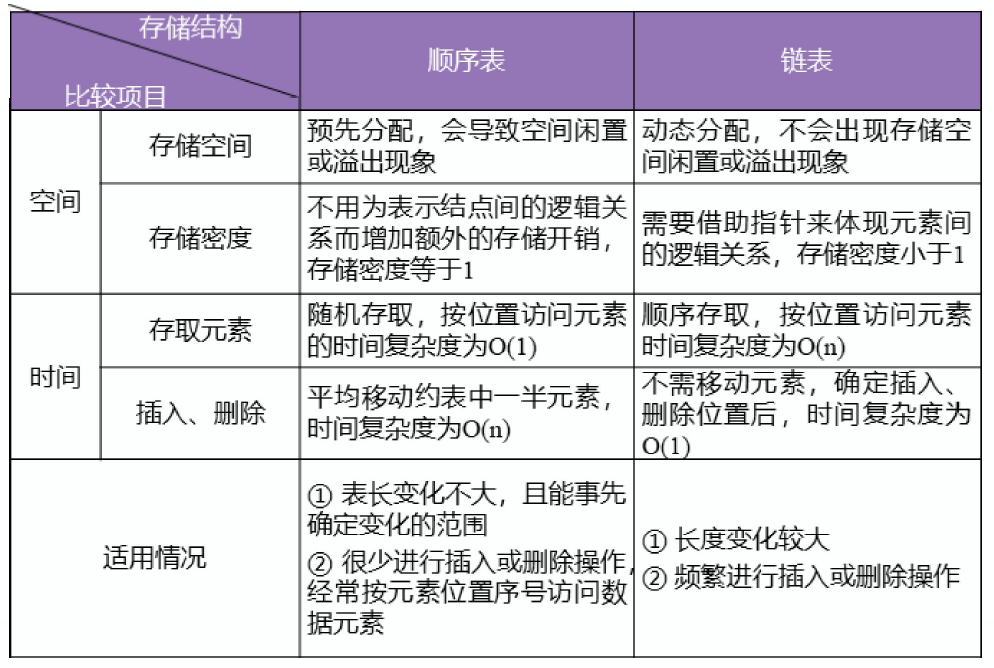 存储结构
比较项目
顺序表
链表
空间
存储空间
预先分配，会导致空间闲置
或溢出现象
动态分配，不会出现存储空
间闲置或溢出现象
存储密度
不用为表示结点间的逻辑关
系而增加额外的存储开销，
存储密度等于1
需要借助指针来体现元素间
的逻辑关系，存储密度小于1
时间
存取元素
随机存取，按位置访问元素
的时间复杂度为O(1)
顺序存取，按位置访问元素
时间复杂度为O(n)
插入、删除
平均移动约表中一半元素，
时间复杂度为O(n)
不需移动元素，确定插入、
删除位置后，时间复杂度为
O(1)
适用情况
① 表长变化不大，且能事先
确定变化的范围
② 很少进行插入或删除操作，
经常按元素位置序号访问数
据元素
① 长度变化较大
② 频繁进行插入或删除操作